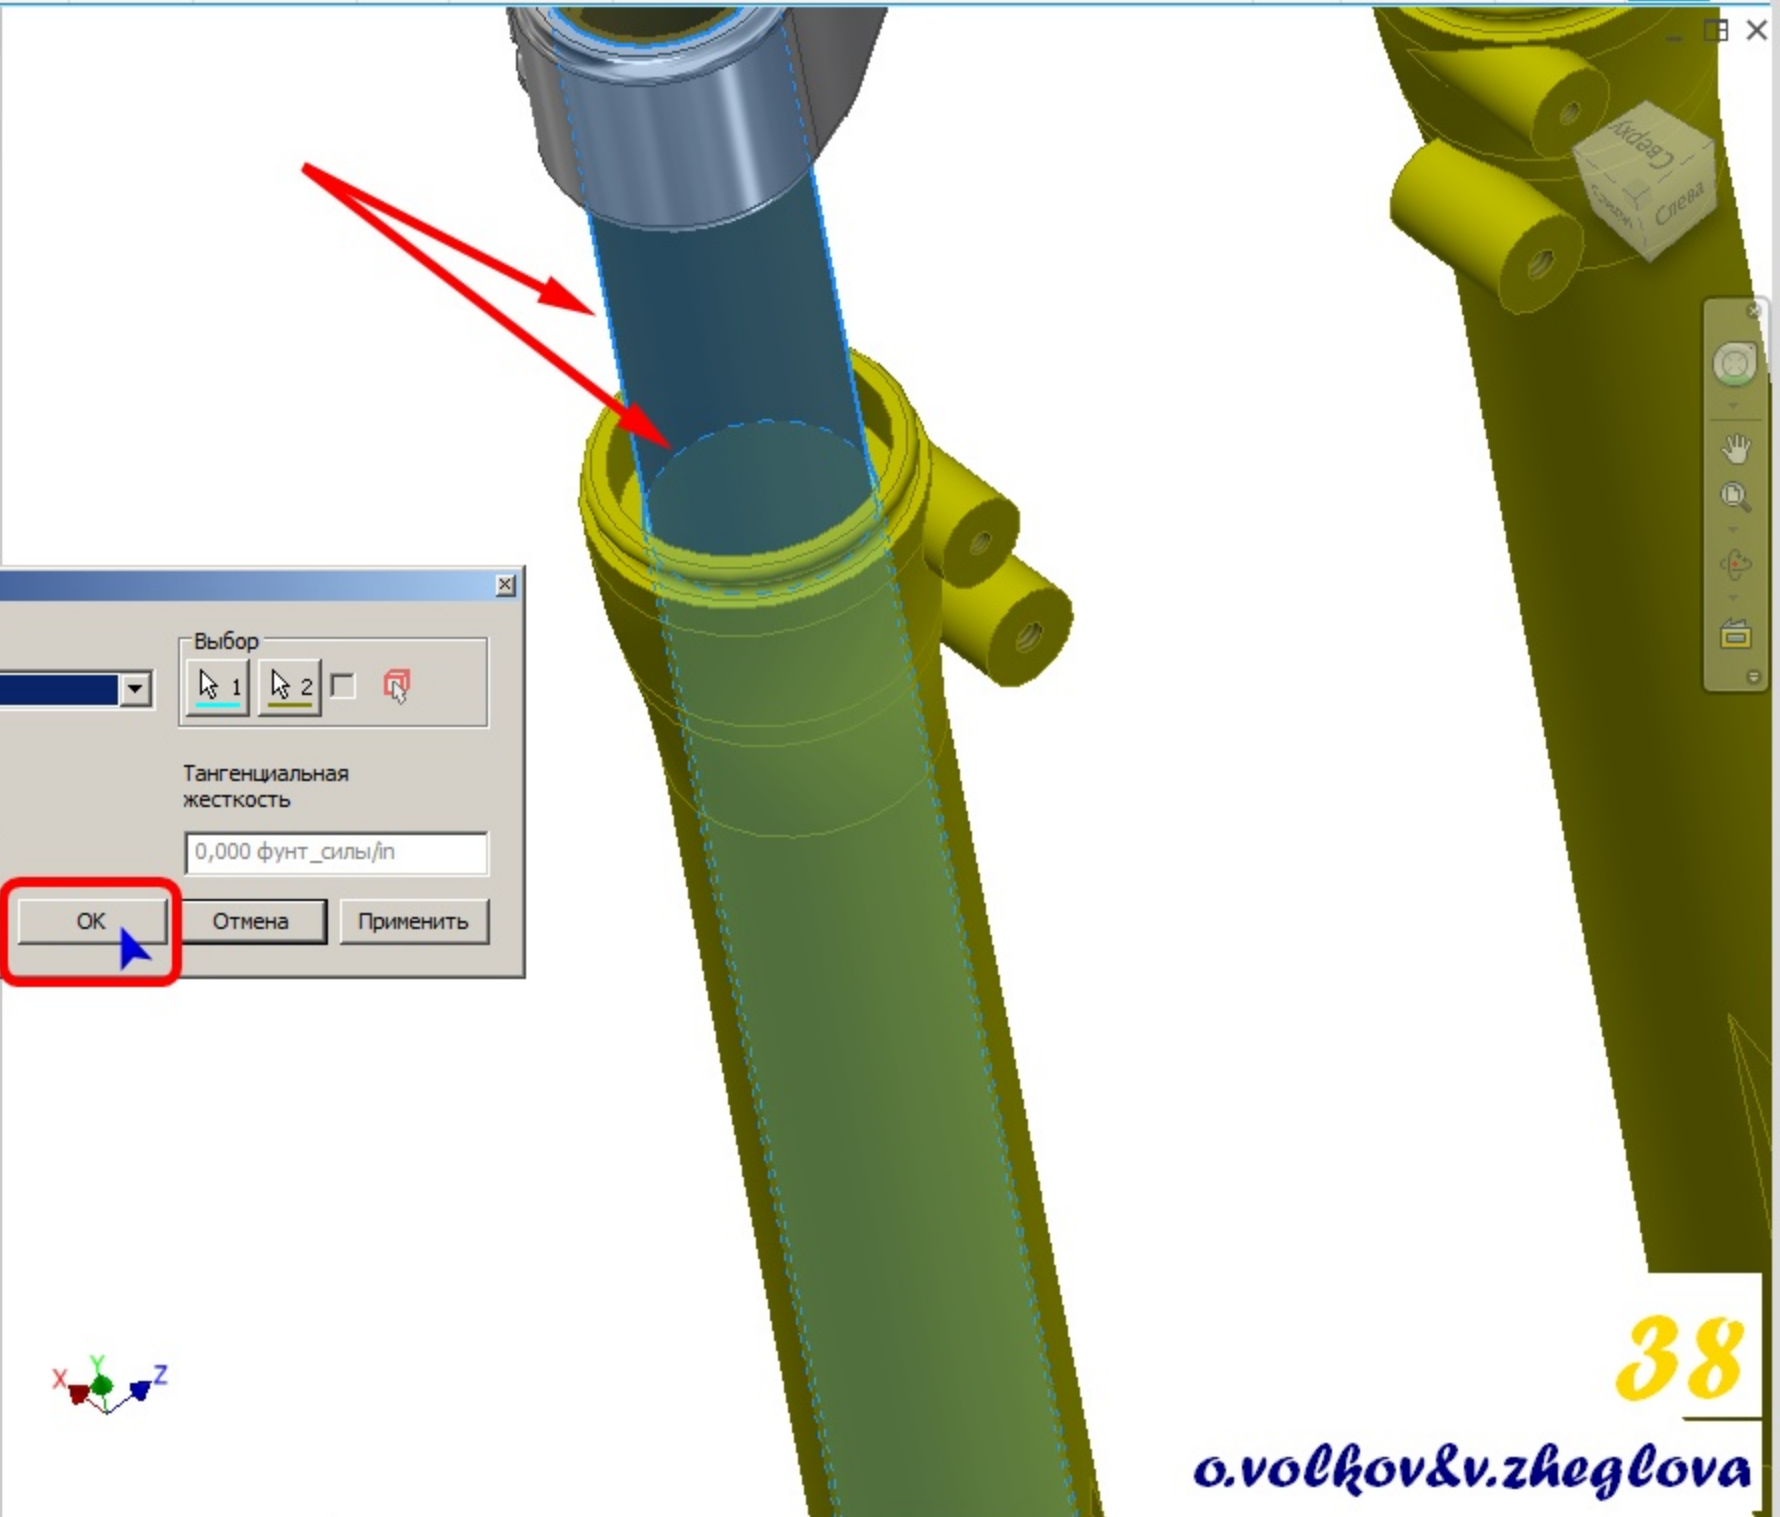 Сверху
Слева
Выбор
1
2
Тангенциальная
жесткость
0,000 фунт_силы/in
ОК
Отмена
Применить
X
Y
Z
38
o.volkov&v.zheglova